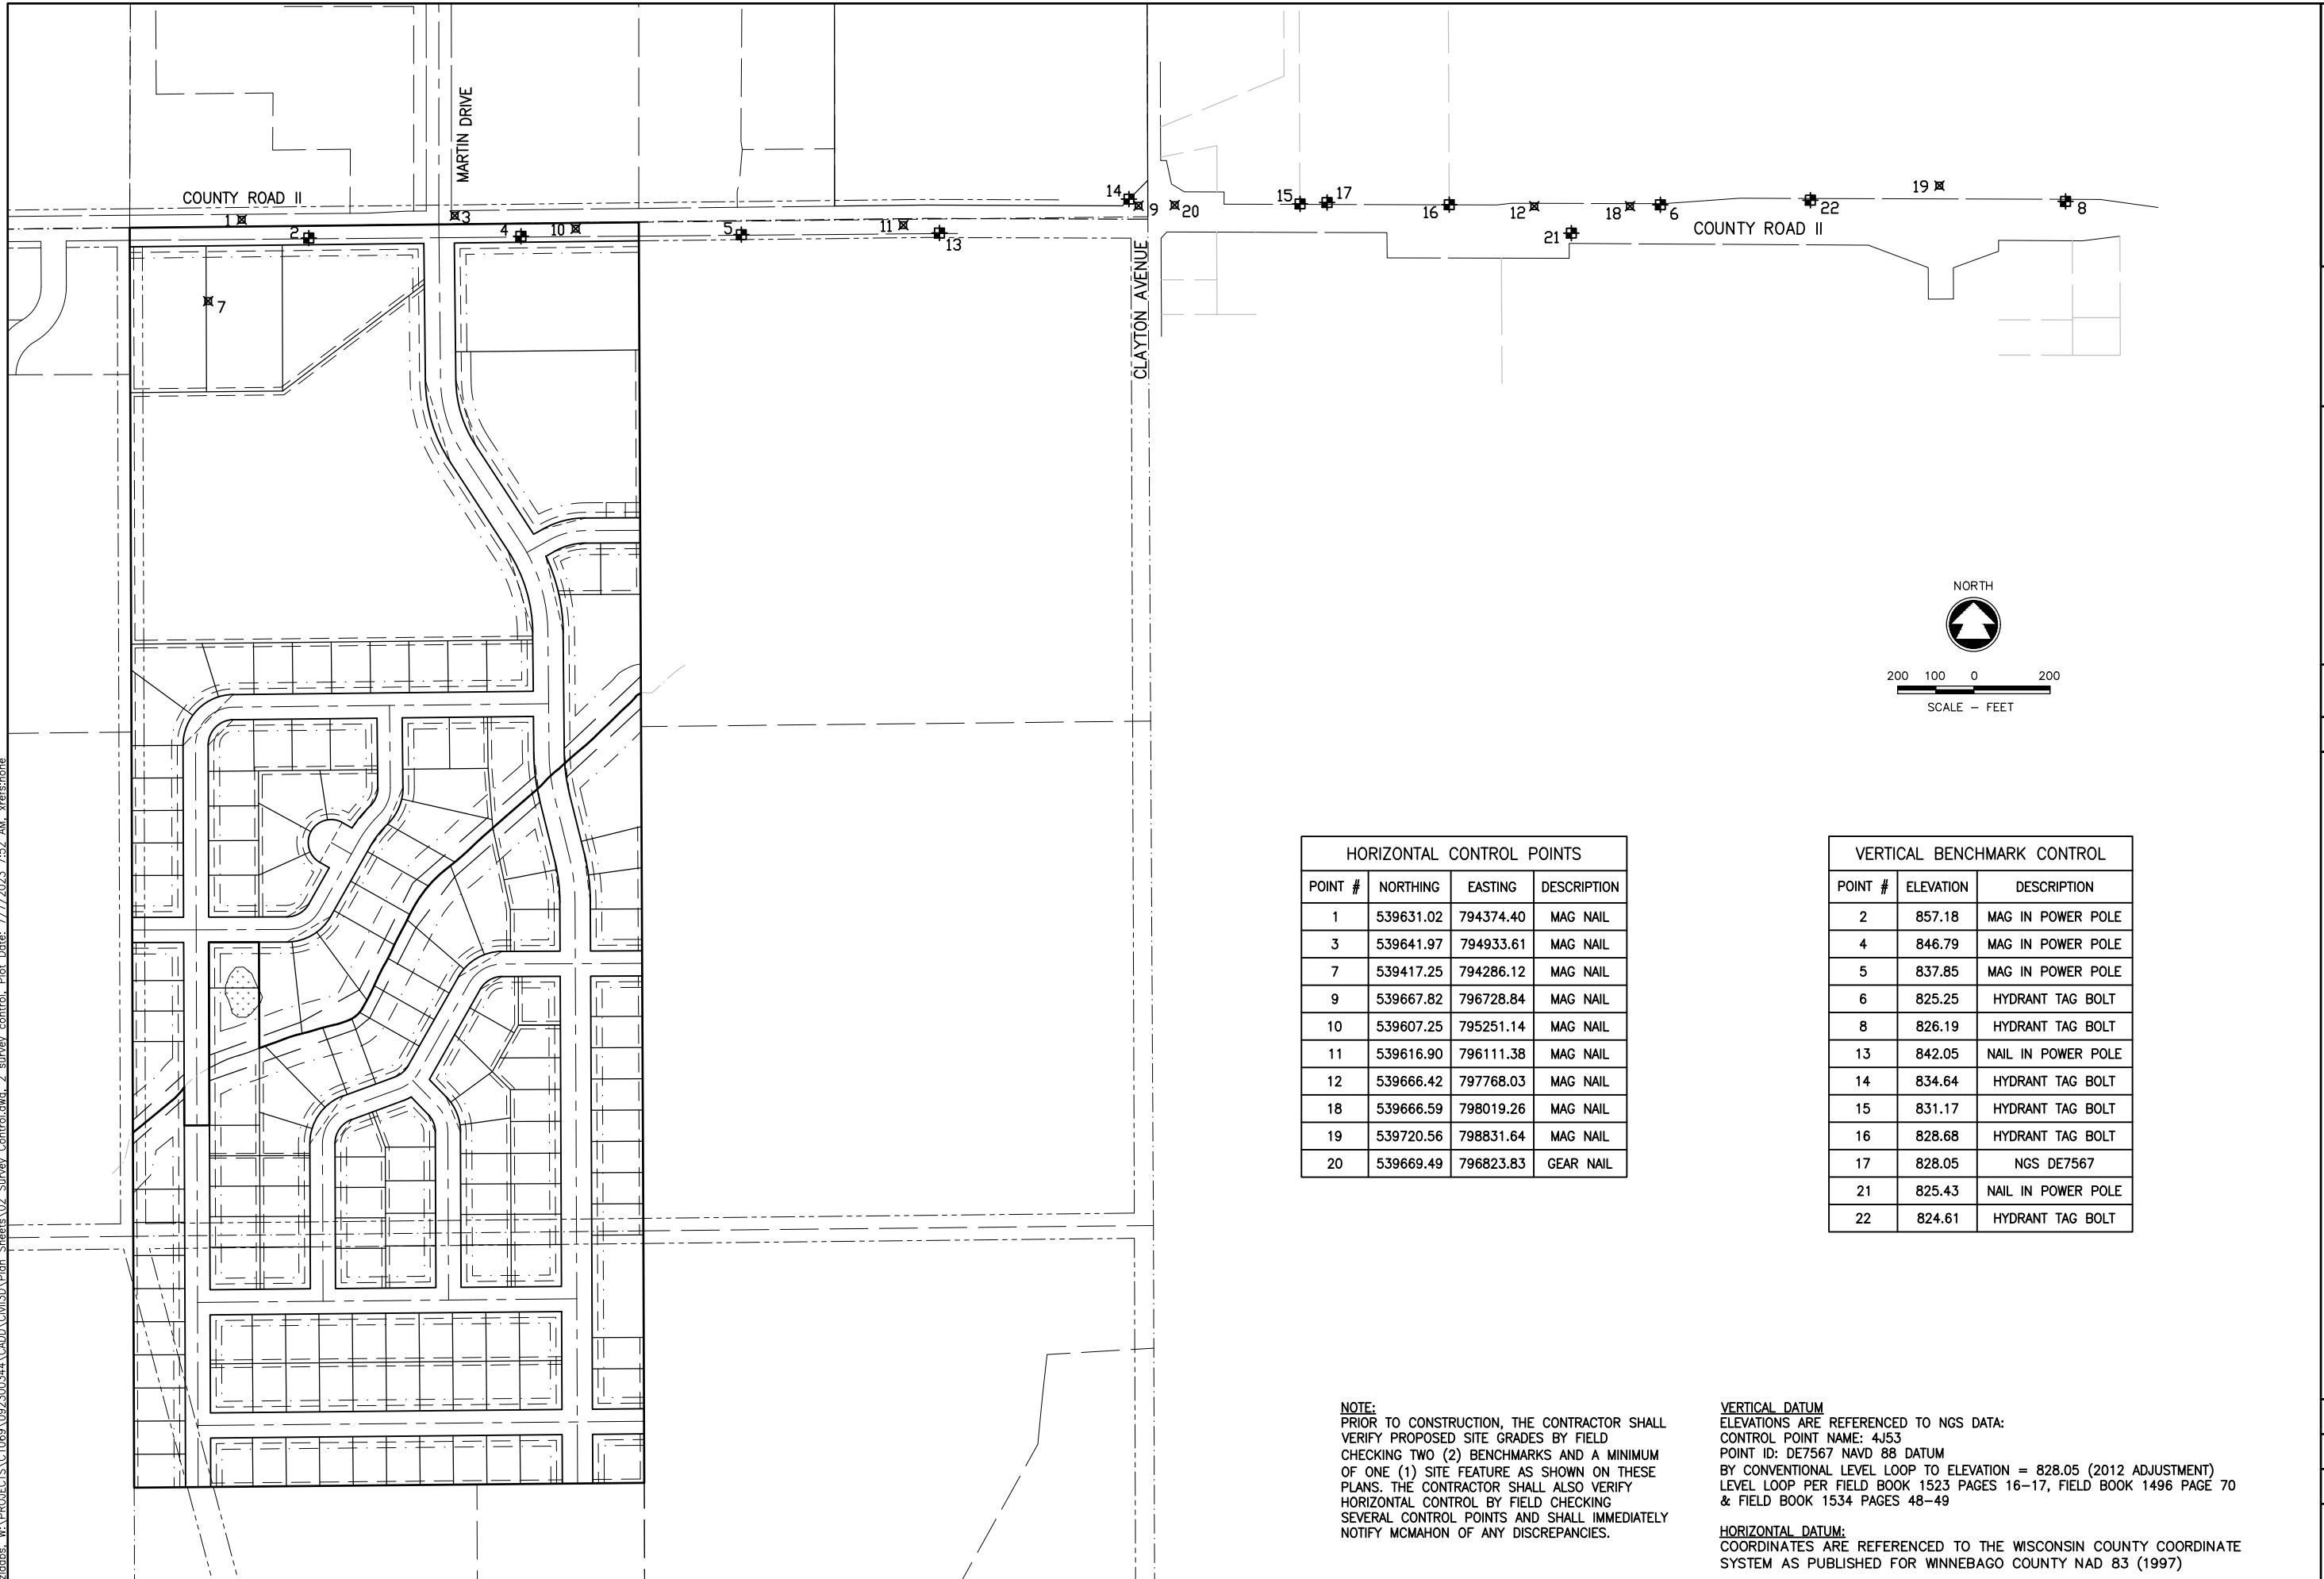 COUNTY ROAD II
MARTIN DRIVE
1
3
2
4
10
5
11
13
7
14
9
20
15
17
16
12
18
6
21
22
19
8
COUNTY ROAD II
CLAYTON AVENUE
NORTH
200 100 0 200
SCALE – FEET
HORIZONTAL CONTROL POINTS
POINT # NORTHING EASTING DESCRIPTION
1 539631.02 794374.40 MAG NAIL
3 539641.97 794933.61 MAG NAIL
7 539417.25 794286.12 MAG NAIL
9 539667.82 796728.84 MAG NAIL
10 539607.25 795251.14 MAG NAIL
11 539616.90 796111.38 MAG NAIL
12 539666.42 797768.03 MAG NAIL
18 539666.59 798019.26 MAG NAIL
19 539720.56 798831.64 MAG NAIL
20 539669.49 796823.83 GEAR NAIL
VERTICAL BENCHMARK CONTROL
POINT # ELEVATION DESCRIPTION
2 857.18 MAG IN POWER POLE
4 846.79 MAG IN POWER POLE
5 837.85 MAG IN POWER POLE
6 825.25 HYDRANT TAG BOLT
8 826.19 HYDRANT TAG BOLT
13 842.05 NAIL IN POWER POLE
14 834.64 HYDRANT TAG BOLT
15 831.17 HYDRANT TAG BOLT
16 828.68 HYDRANT TAG BOLT
17 828.05 NGS DE7567
21 825.43 NAIL IN POWER POLE
22 824.61 HYDRANT TAG BOLT
NOTE:
PRIOR TO CONSTRUCTION, THE CONTRACTOR SHALL
VERIFY PROPOSED SITE GRADES BY FIELD
CHECKING TWO (2) BENCHMARKS AND A MINIMUM
OF ONE (1) SITE FEATURE AS SHOWN ON THESE
PLANS. THE CONTRACTOR SHALL ALSO VERIFY
HORIZONTAL CONTROL BY FIELD CHECKING
SEVERAL CONTROL POINTS AND SHALL IMMEDIATELY
NOTIFY MCMAHON OF ANY DISCREPANCIES.
VERTICAL DATUM
ELEVATIONS ARE REFERENCED TO NGS DATA:
CONTROL POINT NAME: 4J53
POINT ID: DE7567 NAVD 88 DATUM
BY CONVENTIONAL LEVEL LOOP TO ELEVATION = 828.05 (2012 ADJUSTMENT)
LEVEL LOOP PER FIELD BOOK 1523 PAGES 16–17, FIELD BOOK 1496 PAGE 70
& FIELD BOOK 1534 PAGES 48–49
HORIZONTAL DATUM:
COORDINATES ARE REFERENCED TO THE WISCONSIN COUNTY COORDINATE
SYSTEM AS PUBLISHED FOR WINNEBAGO COUNTY NAD 83 (1997)